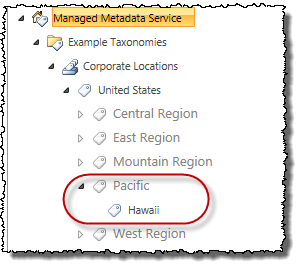 Managed Metadata Service
Example Taxonomies
Corporate Locations
United States
Central Region
East Region
Mountain Region
Pacific
Hawaii
West Region